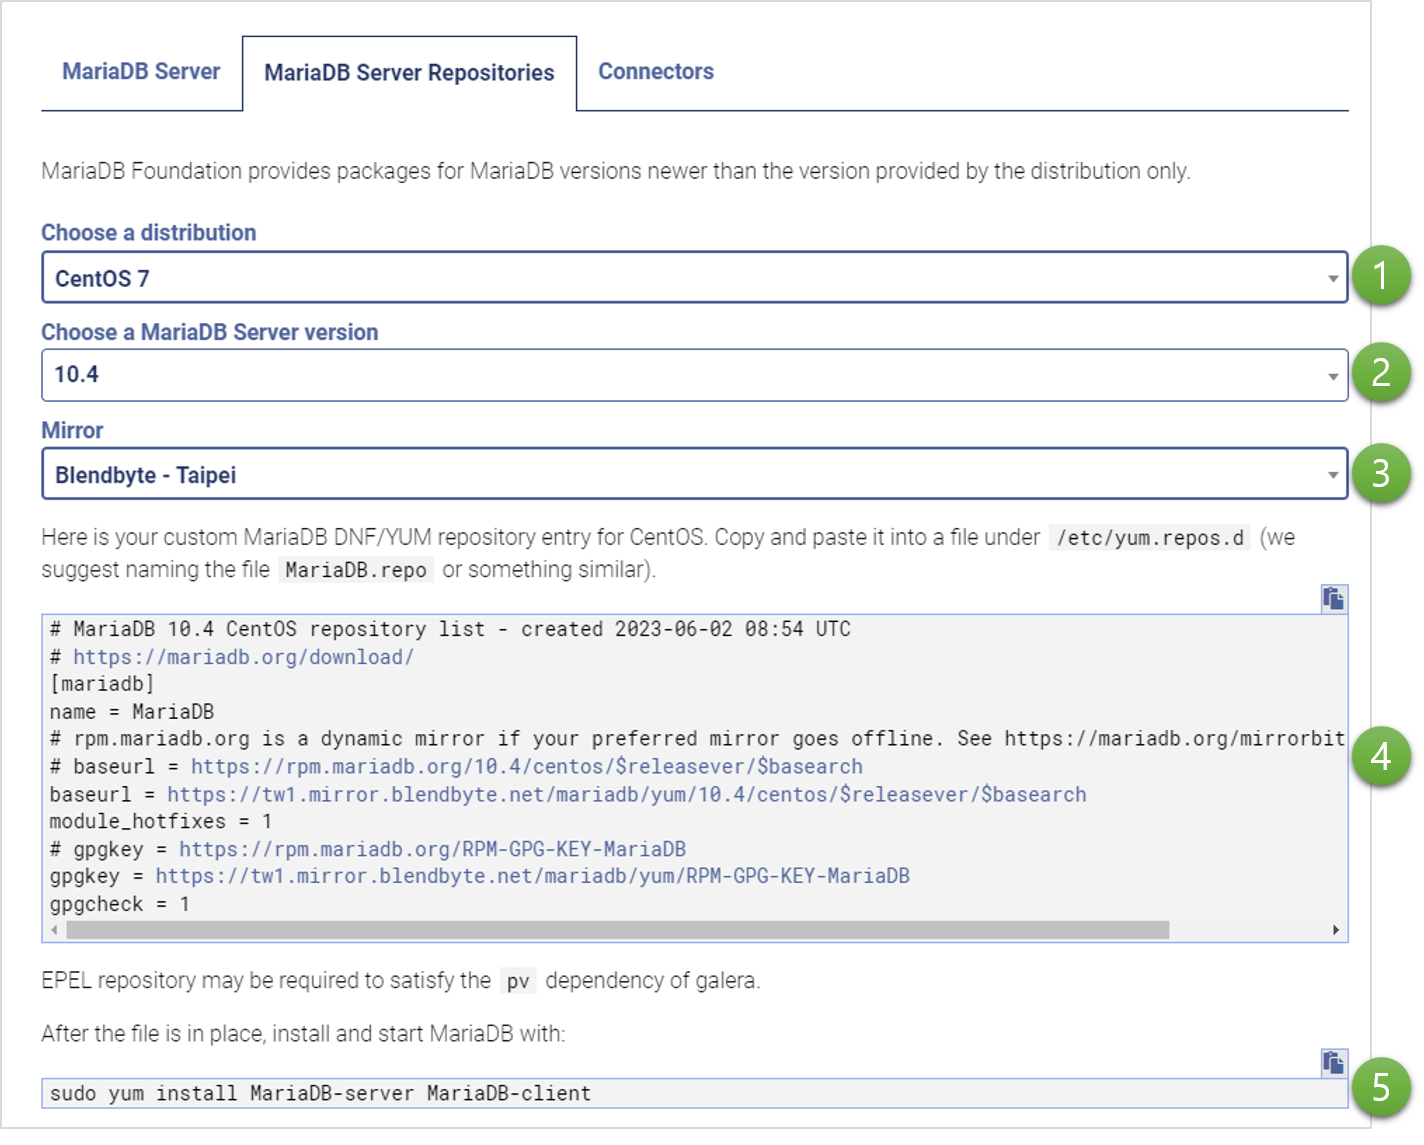 MariaDB Server
MariaDB Server Repositories
Connectors
MariaDB Foundation provides packages for MariaDB versions newer than the version provided by the distribution only.
Choose a distribution
CentOS 7
1
Choose a MariaDB Server version
10.4
2
Mirror
Blendbyte - Taipei
3
Here is your custom MariaDB DNF/YUM repository entry for CentOS. Copy and paste it into a file under /etc/yum.repos.d (we
suggest naming the file MariaDB.repo or something similar).
# MariaDB 10.4 CentOS repository list - created 2023-06-02 08:54 UTC
# https://mariadb.org/download/
[mariadb]
name = MariaDB
# rpm.mariadb.org is a dynamic mirror if your preferred mirror goes offline. See https://mariadb.org/mirrorbit
# baseurl = https://rpm.mariadb.org/10.4/centos/$releasever/$basearch
baseurl = https://tw1.mirror.blendbyte.net/mariadb/yum/10.4/centos/$releasever/$basearch
module_hotfixes = 1
# gpgkey = https://rpm.mariadb.org/RPM-GPG-KEY-MariaDB
gpgkey = https://tw1.mirror.blendbyte.net/mariadb/yum/RPM-GPG-KEY-MariaDB
gpgcheck = 1
4
EPEL repository may be required to satisfy the pv dependency of galera.
After the file is in place, install and start MariaDB with:
sudo yum install MariaDB-server MariaDB-client
5